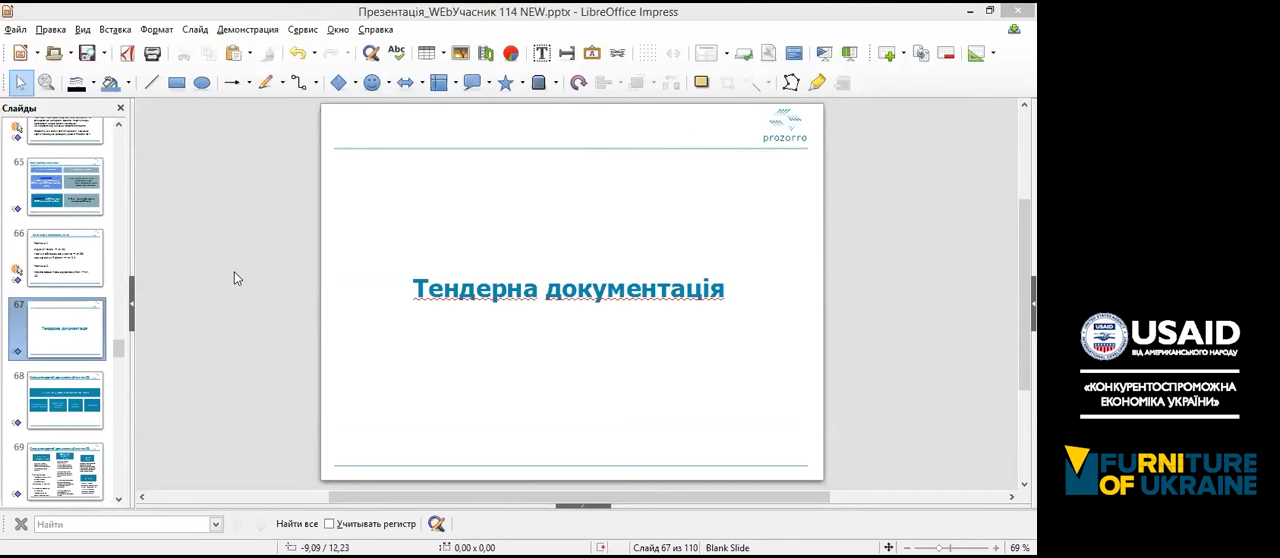 Презентація_WEbУчасник 114 NEW.pptx - LibreOffice Impress
Файл Правка Вид Вставка Формат Слайд Демонстрация Сервис Окно Справка
Слайды
65
66
67
68
69
prozorro
Тендерна документація
Тендерна документація
USAID
ВІД АМЕРИКАНСЬКОГО НАРОДУ
«КОНКУРЕНТОСПРОМОЖНА
ЕКОНОМІКА УКРАЇНИ»
FURNITURE
OF UKRAINE
Найти
Найти все
Учитывать регистр
-9,09 / 12,23
0,00 x 0,00
Слайд 67 из 110
Blank Slide
69 %